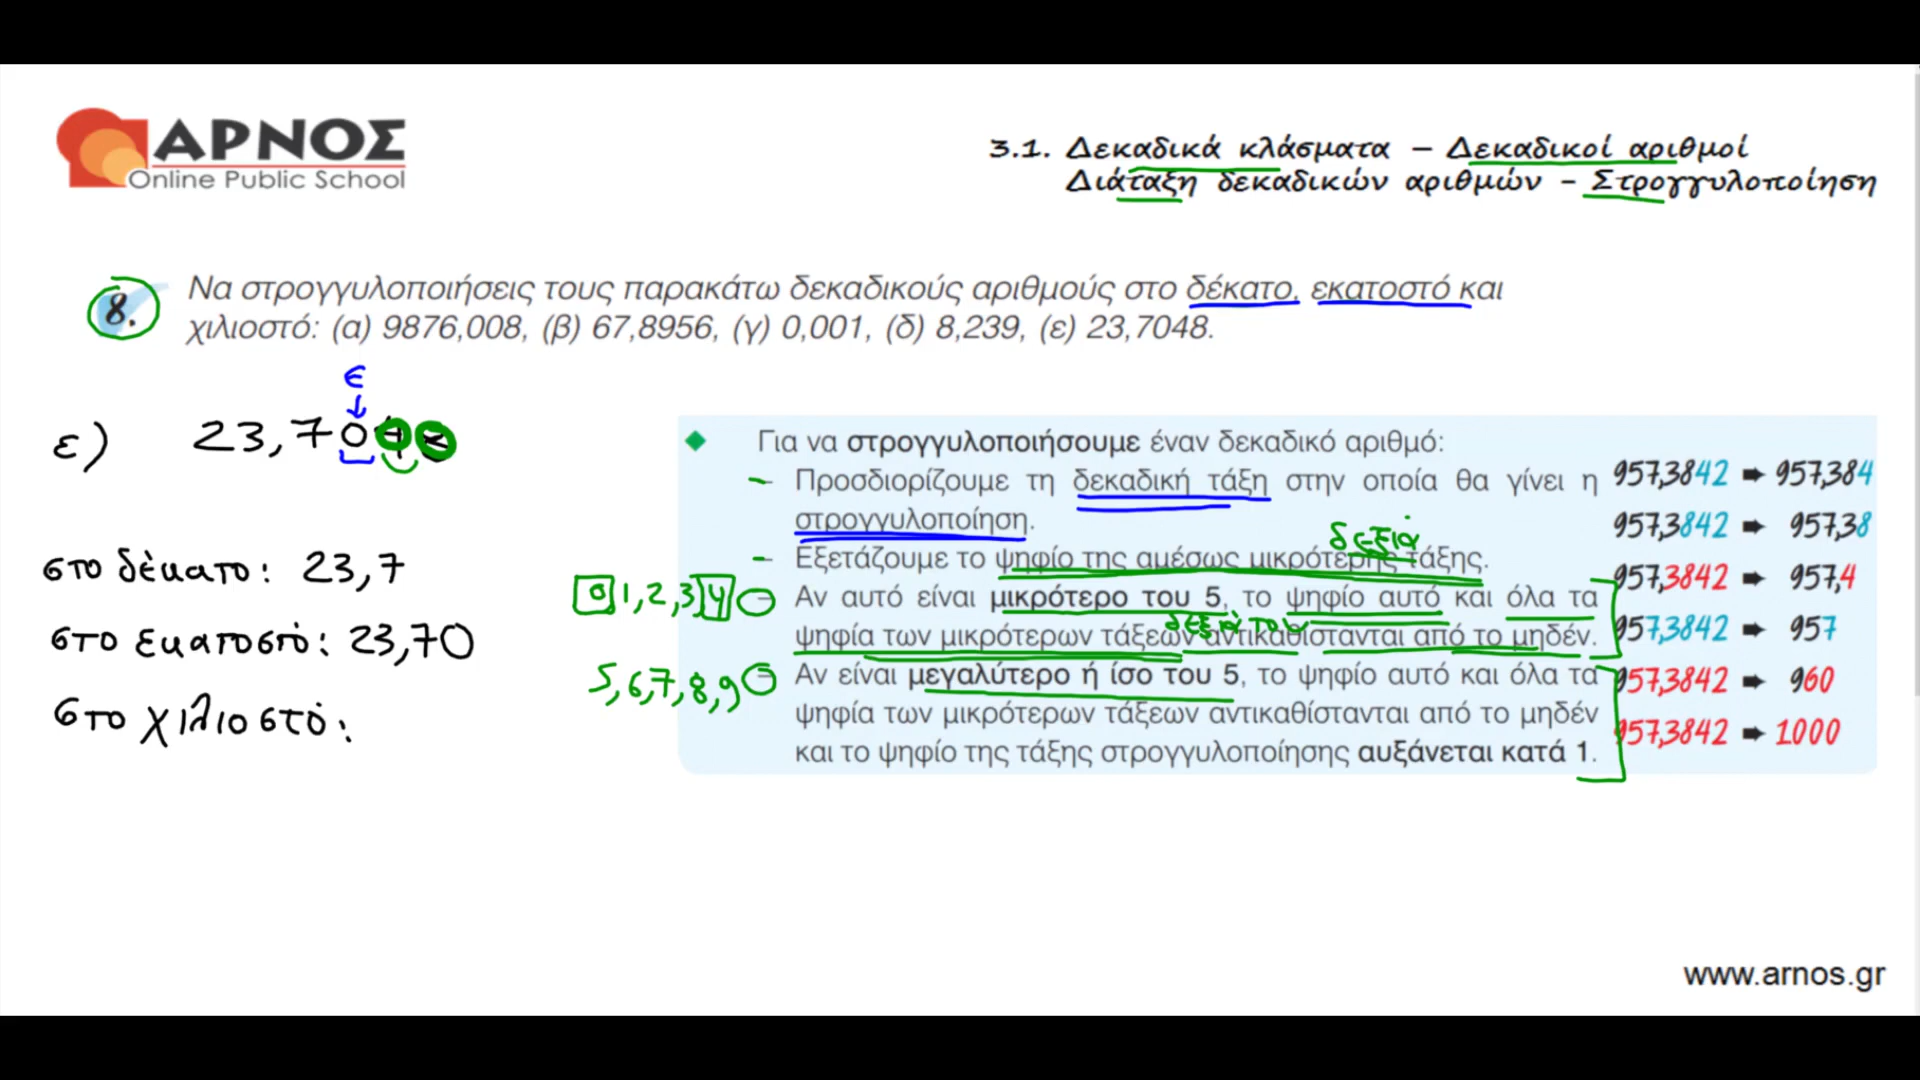 ΑΡΝΟΣ
Online Public School
3.1. Δεκαδικά κλάσματα – Δεκαδικοί αριθμοί
Διάταξη δεκαδικών αριθμών – Στρογγυλοποίηση
8. Να στρογγυλοποιήσεις τους παρακάτω δεκαδικούς αριθμούς στο δέκατο, εκατοστό και
χιλιοστό: (α) 9876,008, (β) 67,8956, (γ) 0,001, (δ) 8,239, (ε) 23,7048.
ε
ε) 23,70
στο δέκατο: 23,7
στο εκατοστό: 23,70
στο χιλιοστό:
Για να στρογγυλοποιήσουμε έναν δεκαδικό αριθμό:
– Προσδιορίζουμε τη δεκαδική τάξη στην οποία θα γίνει η
στρογγυλοποίηση.
δεξιά
– Εξετάζουμε το ψηφίο της αμέσως μικρότερης τάξης.
0 1,2,3,4
– Αν αυτό είναι μικρότερο του 5, το ψηφίο αυτό και όλα τα
δεξιά του
ψηφία των μικρότερων τάξεων αντικαθίστανται από το μηδέν.
5,6,7,8,9
– Αν είναι μεγαλύτερο ή ίσο του 5, το ψηφίο αυτό και όλα τα
ψηφία των μικρότερων τάξεων αντικαθίστανται από το μηδέν
και το ψηφίο της τάξης στρογγυλοποίησης αυξάνεται κατά 1.
957,3842 ➨ 957,384
957,3842 ➨ 957,38
957,3842 ➨ 957,4
957,3842 ➨ 957
957,3842 ➨ 960
957,3842 ➨ 1000
www.arnos.gr